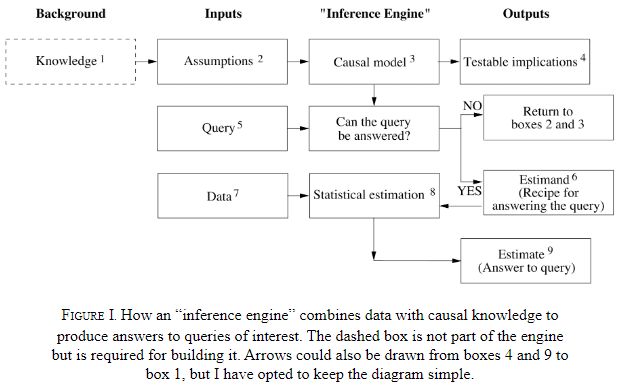 Background Inputs "Inference Engine" Outputs
Knowledge 1 Assumptions 2 Causal model 3 Testable implications 4
Query 5
Can the query
be answered?
NO
Return to
boxes 2 and 3
Data 7
Statistical estimation 8
YES
Estimand 6
(Recipe for
answering the query)
Estimate 9
(Answer to query)
FIGURE I. How an “inference engine” combines data with causal knowledge to
produce answers to queries of interest. The dashed box is not part of the engine
but is required for building it. Arrows could also be drawn from boxes 4 and 9 to
box 1, but I have opted to keep the diagram simple.